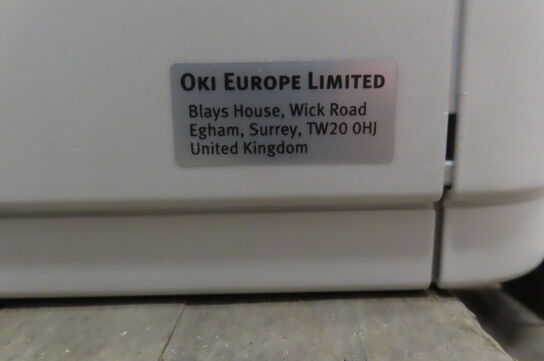 OKI EUROPE LIMITED
Blays House, Wick Road
Egham, Surrey, TW20 0HJ
United Kingdom